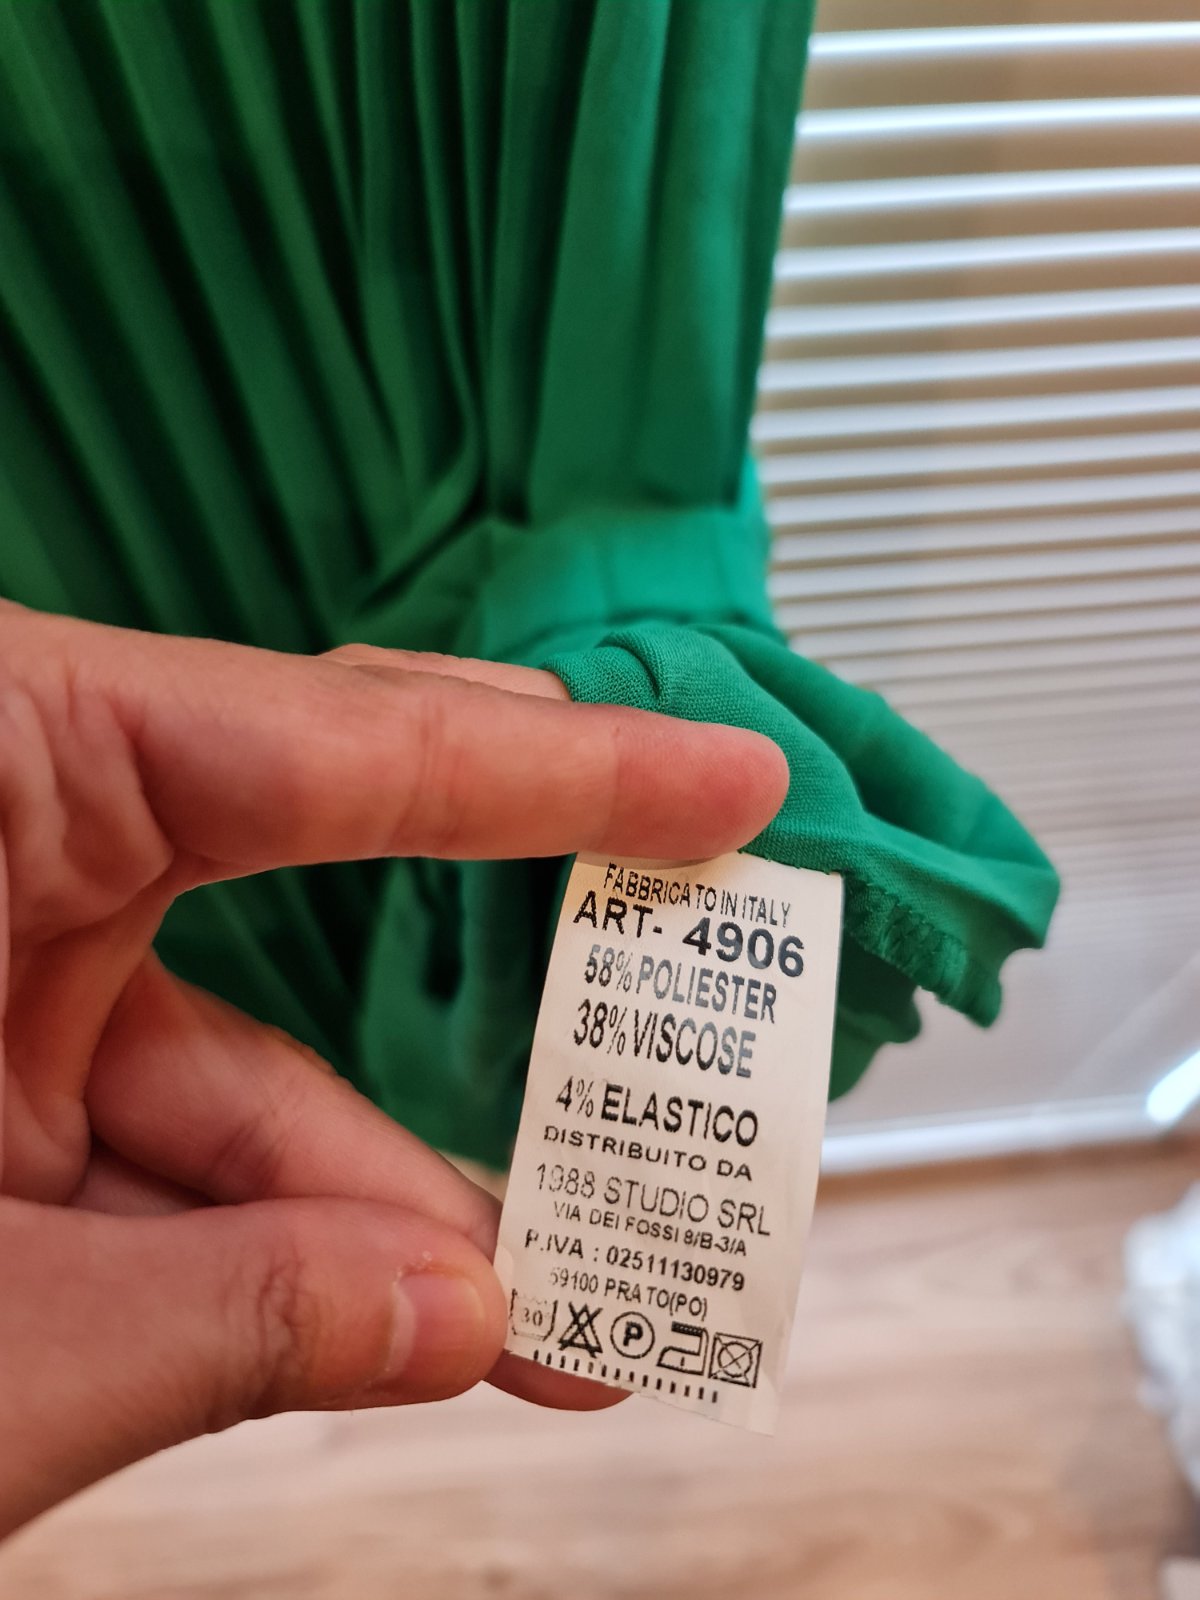 FABBRICATO IN ITALY
ART- 4906
58% POLIESTER
38% VISCOSE
4% ELASTICO
DISTRIBUITO DA
1988 STUDIO SRL
VIA DEI FOSSI 8/B-3/A
P.IVA : 02511130979
59100 PRATO(PO)
30 P